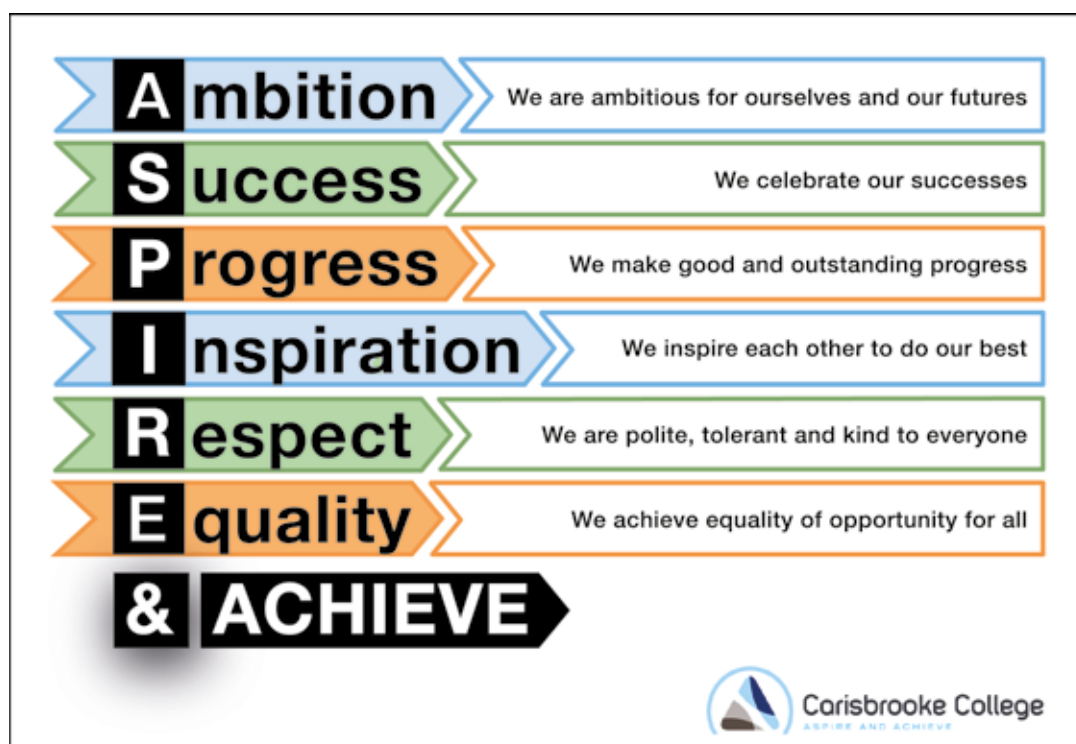 Ambition We are ambitious for ourselves and our futures
Success We celebrate our successes
Progress We make good and outstanding progress
Inspiration We inspire each other to do our best
Respect We are polite, tolerant and kind to everyone
Equality We achieve equality of opportunity for all
& ACHIEVE
Carisbrooke College
ASPIRE AND ACHIEVE